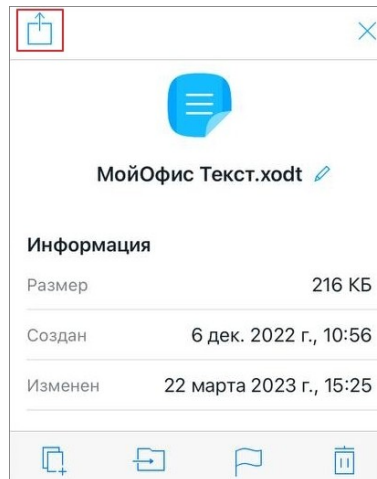 МойОфис Текст.xodt
Информация
Размер 216 КБ
Создан 6 дек. 2022 г., 10:56
Изменен 22 марта 2023 г., 15:25